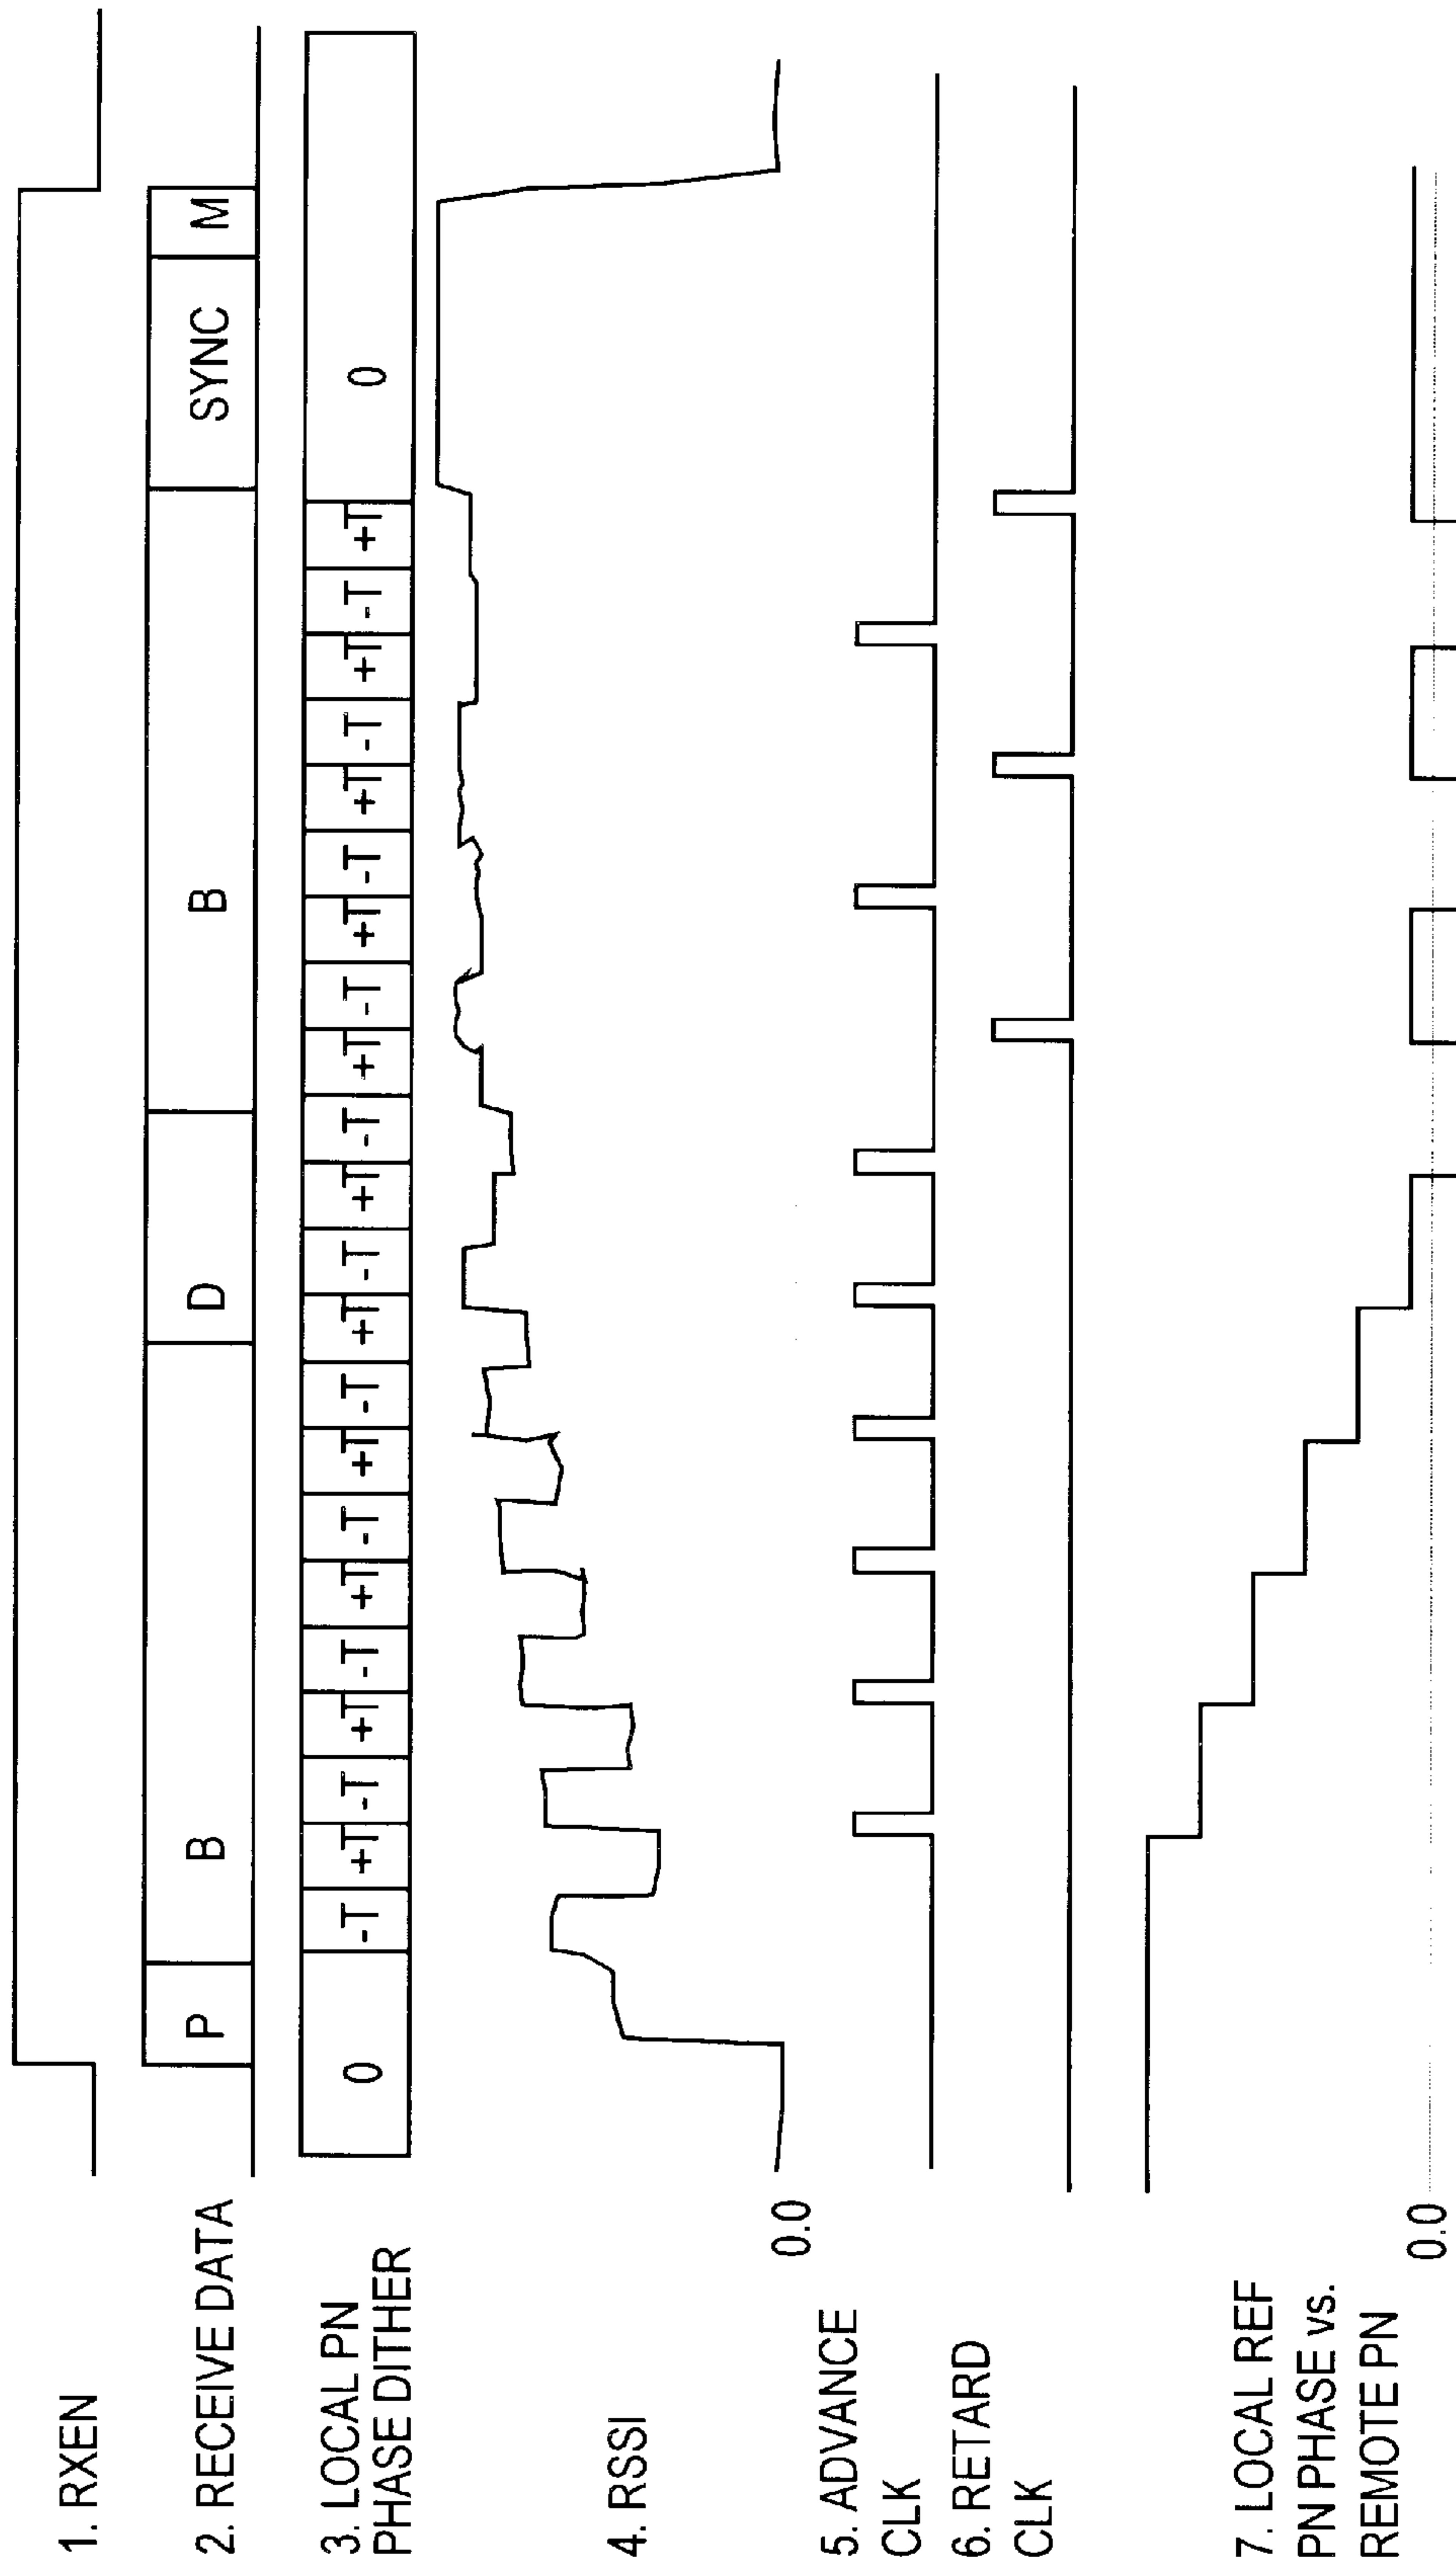 1. RXEN
2. RECEIVE DATA
P B D B SYNC M
3. LOCAL PN
PHASE DITHER
0 -T +T -T +T -T +T -T +T -T +T -T +T -T +T -T +T -T +T -T +T -T +T 0
4. RSSI
0.0
5. ADVANCE
CLK
6. RETARD
CLK
7. LOCAL REF
PN PHASE vs.
REMOTE PN
0.0